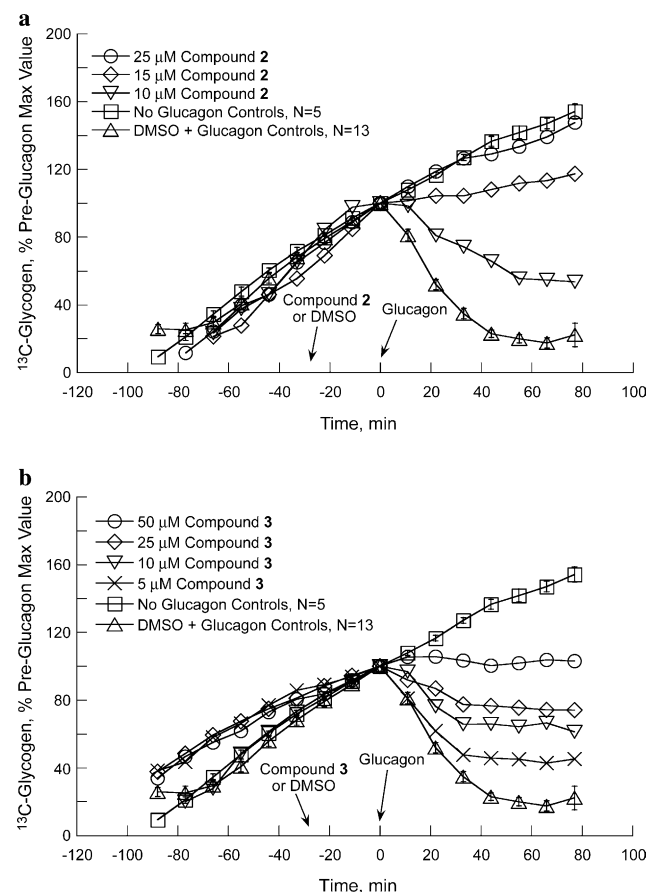 a
¹³C-Glycogen, % Pre-Glucagon Max Value
200
160
120
80
40
0
25 μM Compound 2
15 μM Compound 2
10 μM Compound 2
No Glucagon Controls, N=5
DMSO + Glucagon Controls, N=13
Compound 2
or DMSO
Glucagon
-120 -100 -80 -60 -40 -20 0 20 40 60 80 100
Time, min
b
¹³C-Glycogen, % Pre-Glucagon Max Value
200
160
120
80
40
0
50 μM Compound 3
25 μM Compound 3
10 μM Compound 3
5 μM Compound 3
No Glucagon Controls, N=5
DMSO + Glucagon Controls, N=13
Compound 3
or DMSO
Glucagon
-120 -100 -80 -60 -40 -20 0 20 40 60 80 100
Time, min